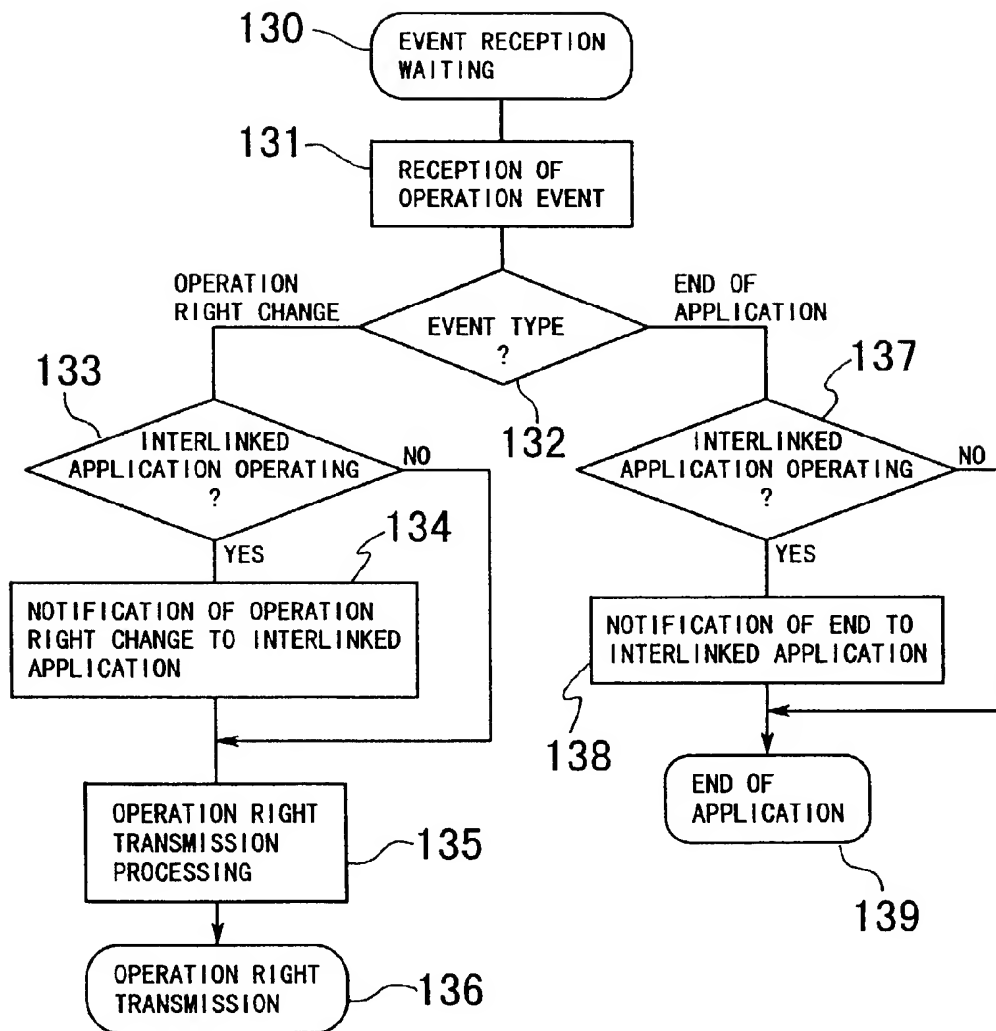 130
EVENT RECEPTION
WAITING
131
RECEPTION OF
OPERATION EVENT
OPERATION
RIGHT CHANGE
END OF
APPLICATION
EVENT TYPE
?
132
133
INTERLINKED
APPLICATION OPERATING
?
NO
YES
137
INTERLINKED
APPLICATION OPERATING
?
NO
YES
134
NOTIFICATION OF OPERATION
RIGHT CHANGE TO INTERLINKED
APPLICATION
NOTIFICATION OF END TO
INTERLINKED APPLICATION
138
OPERATION RIGHT
TRANSMISSION
PROCESSING
135
END OF
APPLICATION
139
OPERATION RIGHT
TRANSMISSION
136